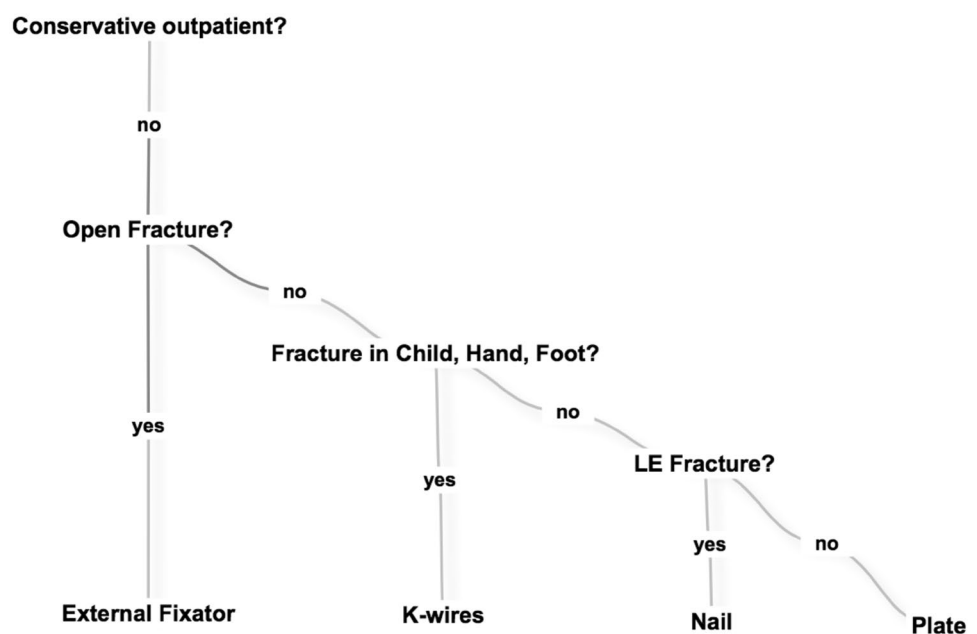 Conservative outpatient?
no
Open Fracture?
no
Fracture in Child, Hand, Foot?
no
yes
LE Fracture?
yes
yes
no
External Fixator
K-wires
Nail
Plate